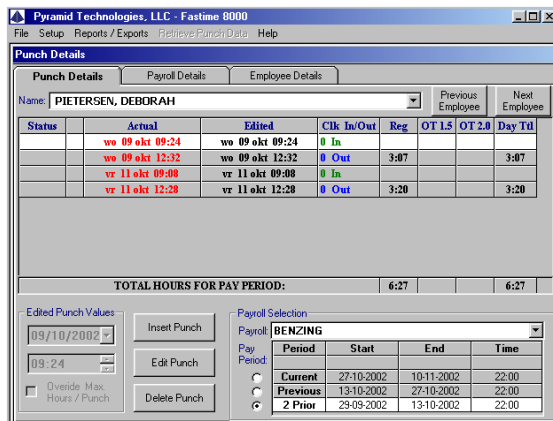 Pyramid Technologies, LLC - Fastime 8000
File Setup Reports / Exports Retrieve Punch Data Help
Punch Details
Punch Details Payroll Details Employee Details
Name: PIETERSEN, DEBORAH Previous Employee Next Employee
Status Actual Edited Clk In/Out Reg OT 1.5 OT 2.0 Day Ttl
wo 09 okt 09:24 wo 09 okt 09:24 0 In
wo 09 okt 12:32 wo 09 okt 12:32 0 Out 3:07 3:07
vr 11 okt 09:08 vr 11 okt 09:08 0 In
vr 11 okt 12:28 vr 11 okt 12:28 0 Out 3:20 3:20
TOTAL HOURS FOR PAY PERIOD: 6:27 6:27
Edited Punch Values
09/10/2002
09:24
Overide Max.
Hours / Punch
Insert Punch
Edit Punch
Delete Punch
Payroll Selection
Payroll: BENZING
Pay Period:
Period Start End Time
Current 27-10-2002 10-11-2002 22:00
Previous 13-10-2002 27-10-2002 22:00
2 Prior 29-09-2002 13-10-2002 22:00